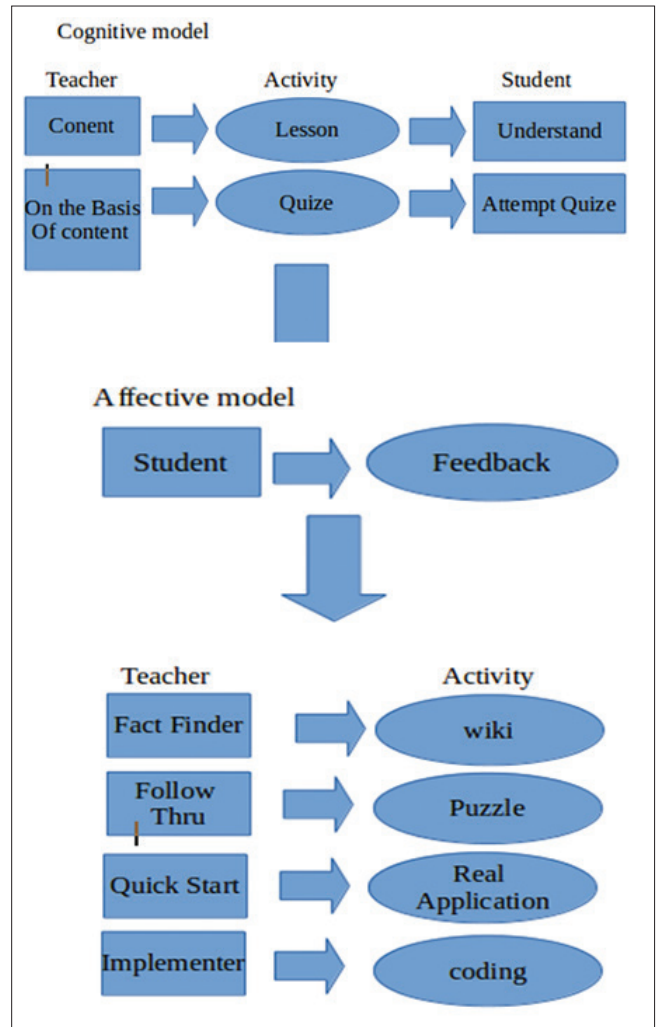 Cognitive model
Teacher Activity Student
Conent Lesson Understand
On the Basis
Of content
Quize Attempt Quize
Affective model
Student Feedback
Teacher Activity
Fact Finder wiki
Follow
Thru
Puzzle
Quick Start
Real
Application
Implementer coding